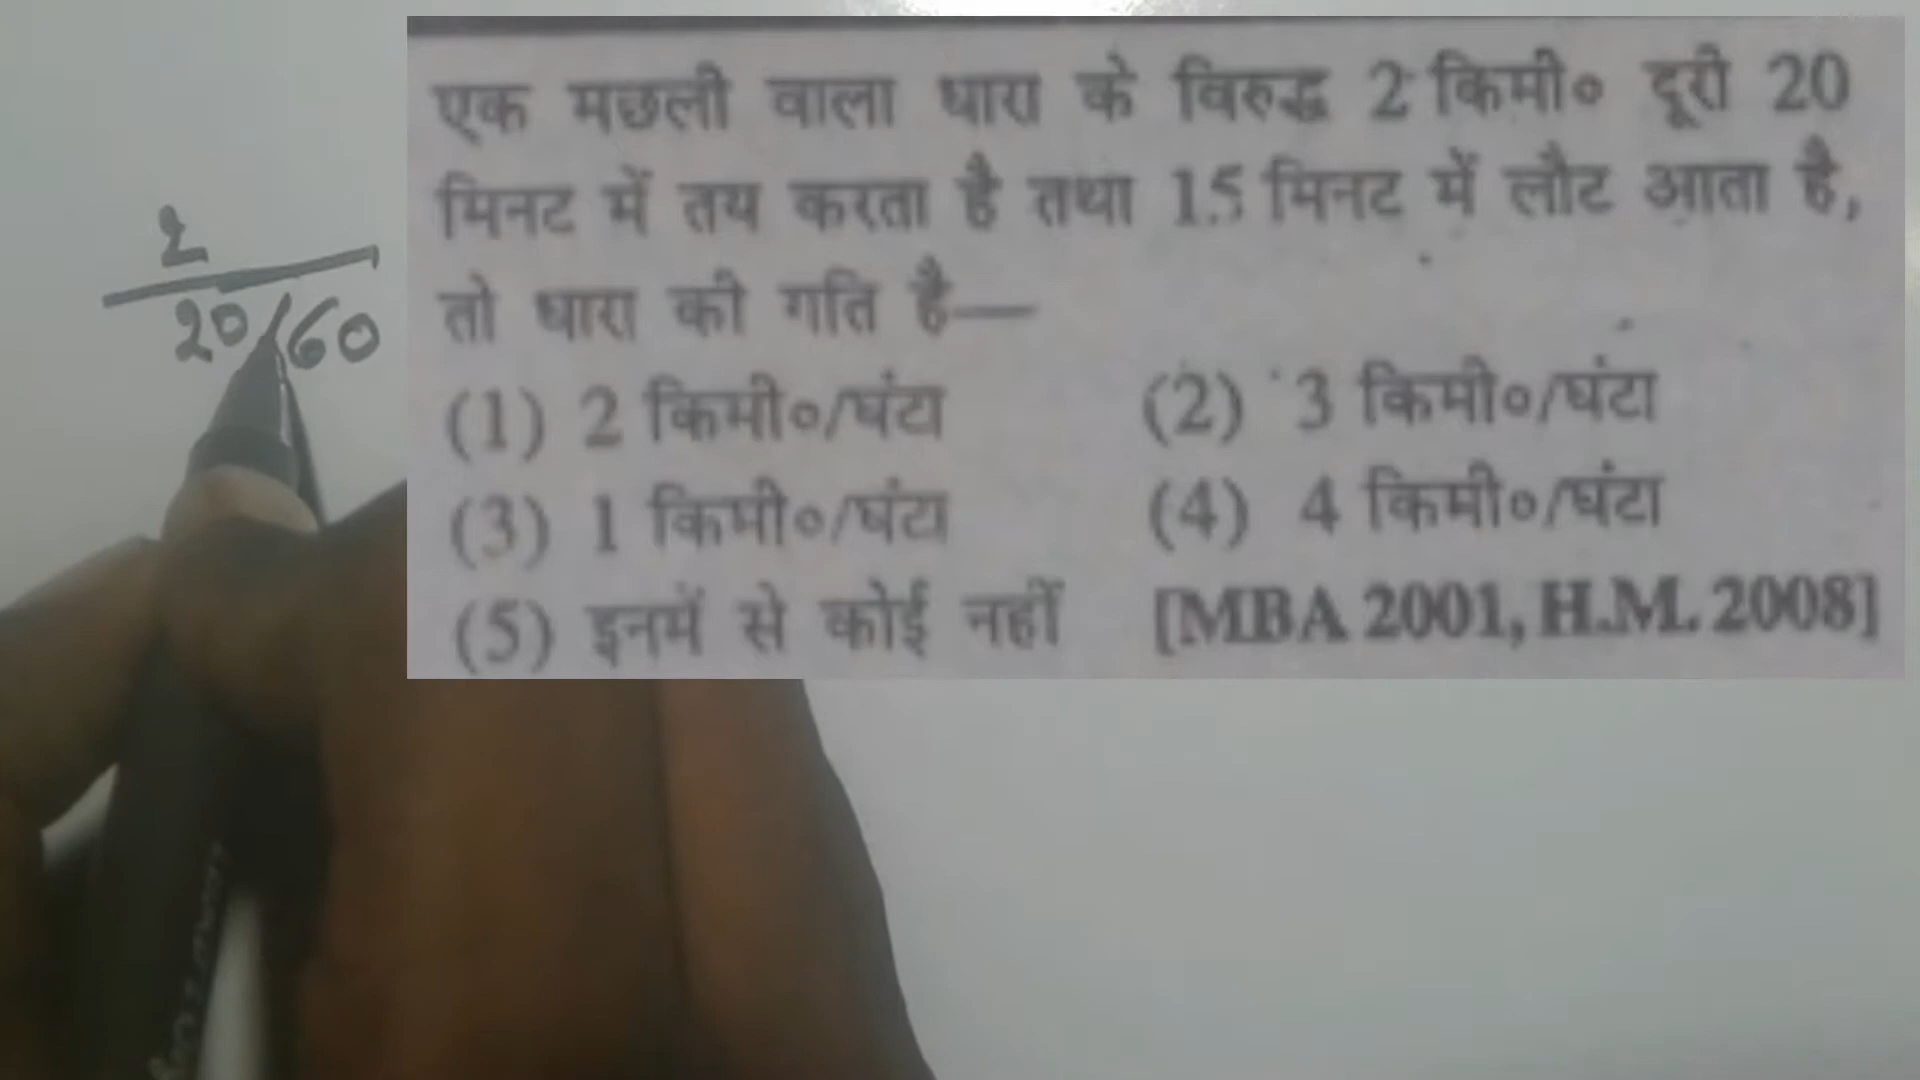 2
20/60
एक मछली वाला धारा के विरुद्ध 2 किमी० दूरी 20
मिनट में तय करता है तथा 15 मिनट में लौट आता है,
तो धारा की गति है—
(1) 2 किमी०/घंटा (2) 3 किमी०/घंटा
(3) 1 किमी०/घंटा (4) 4 किमी०/घंटा
(5) इनमें से कोई नहीं [MBA 2001, H.M. 2008]